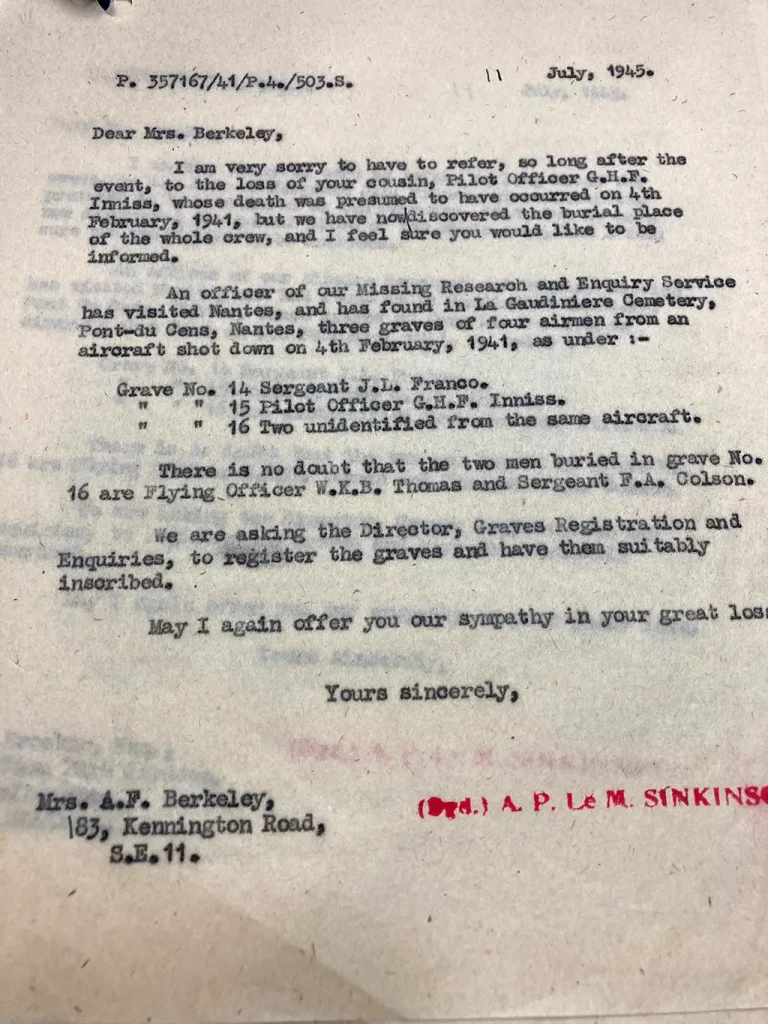 P. 357167/41/P.4./503.S. 11 July, 1945.
Dear Mrs. Berkeley,
I am very sorry to have to refer, so long after the
event, to the loss of your cousin, Pilot Officer G.H.F.
Inniss, whose death was presumed to have occurred on 4th
February, 1941, but we have now discovered the burial place
of the whole crew, and I feel sure you would like to be
informed.
An officer of our Missing Research and Enquiry Service
has visited Nantes, and has found in La Gaudiniere Cemetery,
Pont-du Cens, Nantes, three graves of four airmen from an
aircraft shot down on 4th February, 1941, as under :-
Grave No. 14 Sergeant J.L. Franco.
" " 15 Pilot Officer G.H.F. Inniss.
" " 16 Two unidentified from the same aircraft.
There is no doubt that the two men buried in grave No.
16 are Flying Officer W.K.B. Thomas and Sergeant F.A. Colson.
We are asking the Director, Graves Registration and
Enquiries, to register the graves and have them suitably
inscribed.
May I again offer you our sympathy in your great los
Yours sincerely,
(Sgd.) A. P. Le M. SINKINS
Mrs. A.F. Berkeley,
183, Kennington Road,
S.E.11.